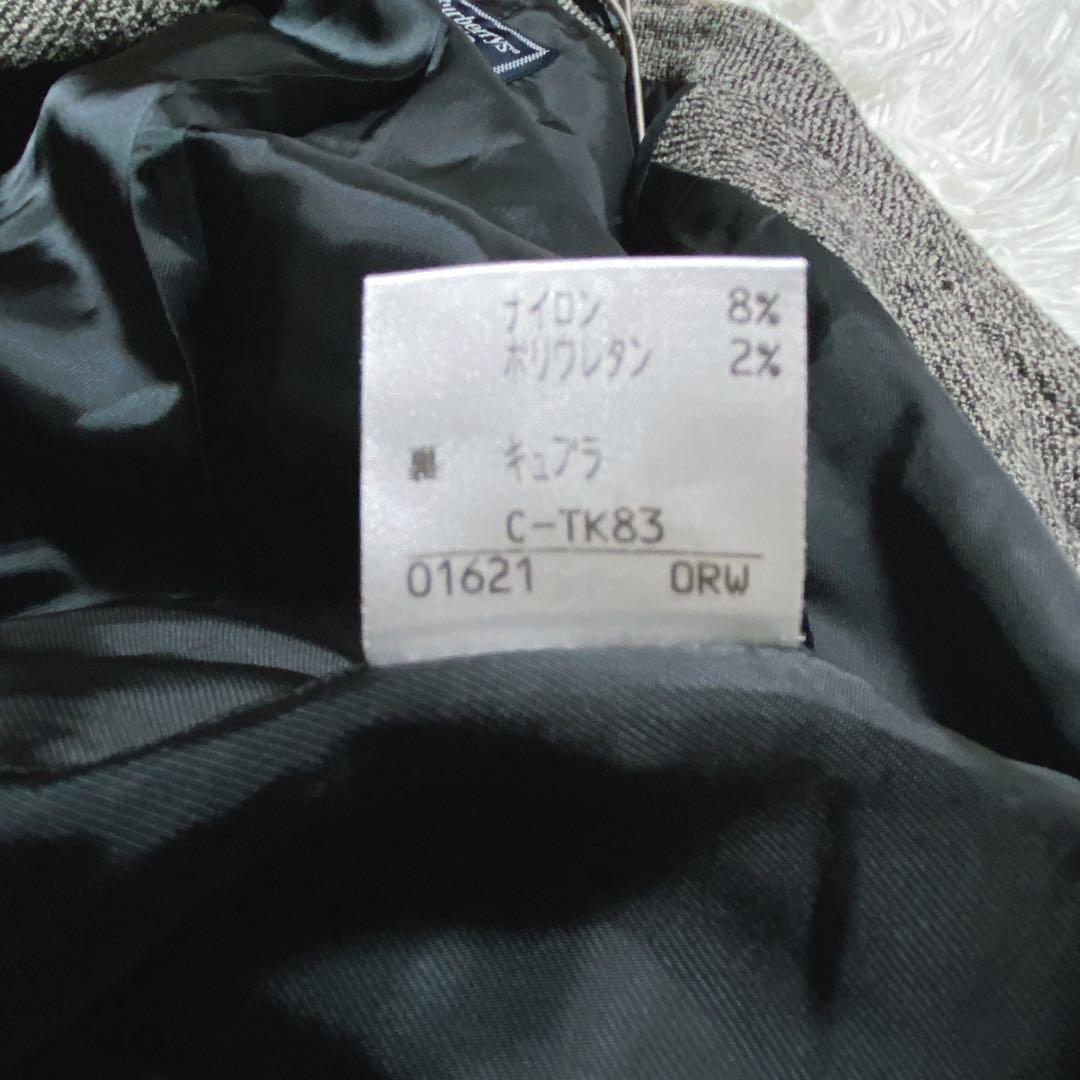 Burberrys®
ナイロン 8%
ポリウレタン 2%
裏 キュプラ
C-TK83
01621 ORW